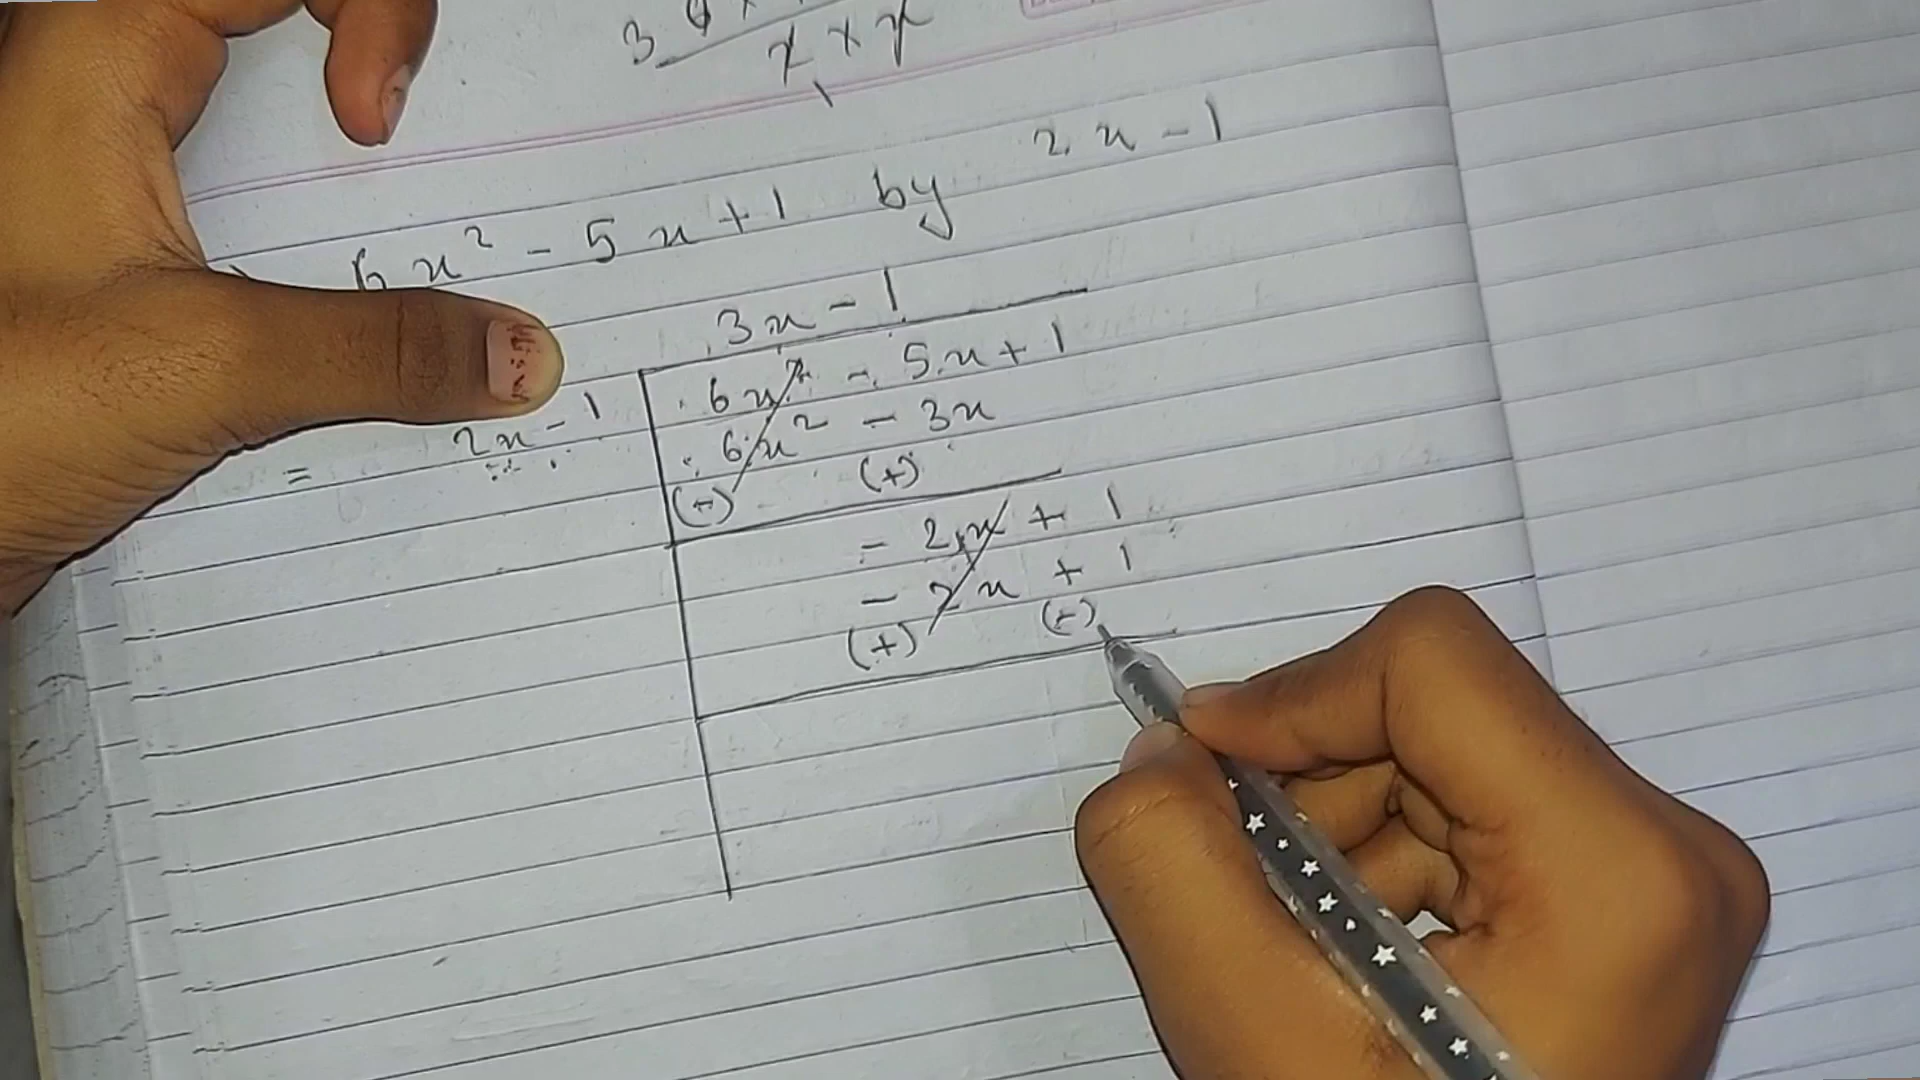 3
x × x
6x² - 5x + 1 by 2x - 1
3x - 1
2x - 1 6x² - 5x + 1
= 6x² - 3x
(-) (+)
- 2x + 1
- 2x + 1
(+) (-)